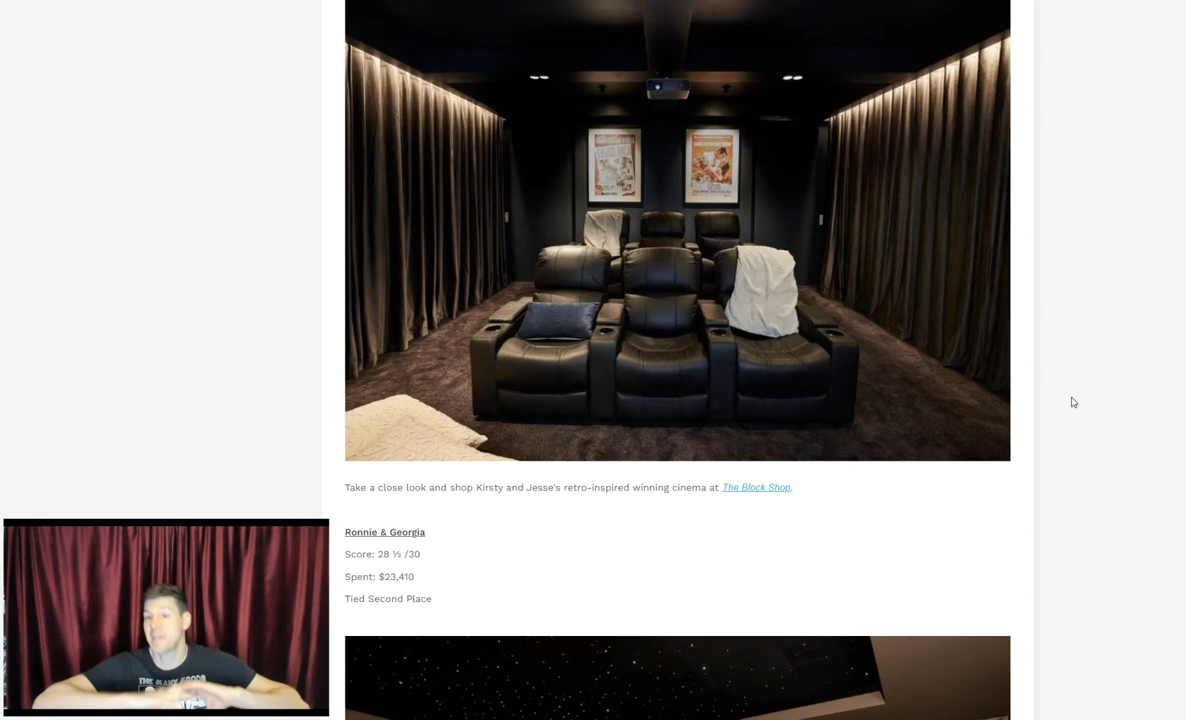 Take a close look and shop Kirsty and Jesse's retro-inspired winning cinema at The Block Shop.
Ronnie & Georgia
Score: 28 ½ /30
Spent: $23,410
Tied Second Place